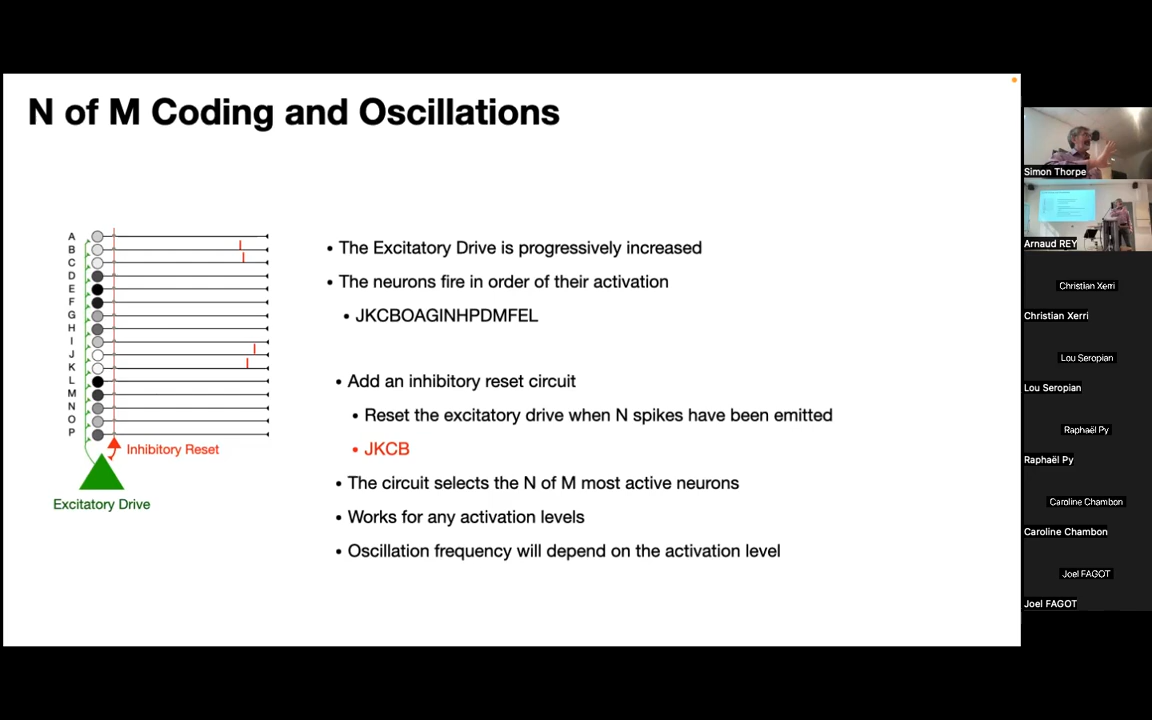 N of M Coding and Oscillations
A
B
C
D
E
F
G
H
I
J
K
L
M
N
O
P
Inhibitory Reset
Excitatory Drive
• The Excitatory Drive is progressively increased
• The neurons fire in order of their activation
• JKCBOAGINHPDMFEL
• Add an inhibitory reset circuit
• Reset the excitatory drive when N spikes have been emitted
• JKCB
• The circuit selects the N of M most active neurons
• Works for any activation levels
• Oscillation frequency will depend on the activation level
Simon Thorpe
Arnaud REY
Christian Xerri
Christian Xerri
Lou Seropian
Lou Seropian
Raphaël Py
Raphaël Py
Caroline Chambon
Caroline Chambon
Joel FAGOT
Joel FAGOT